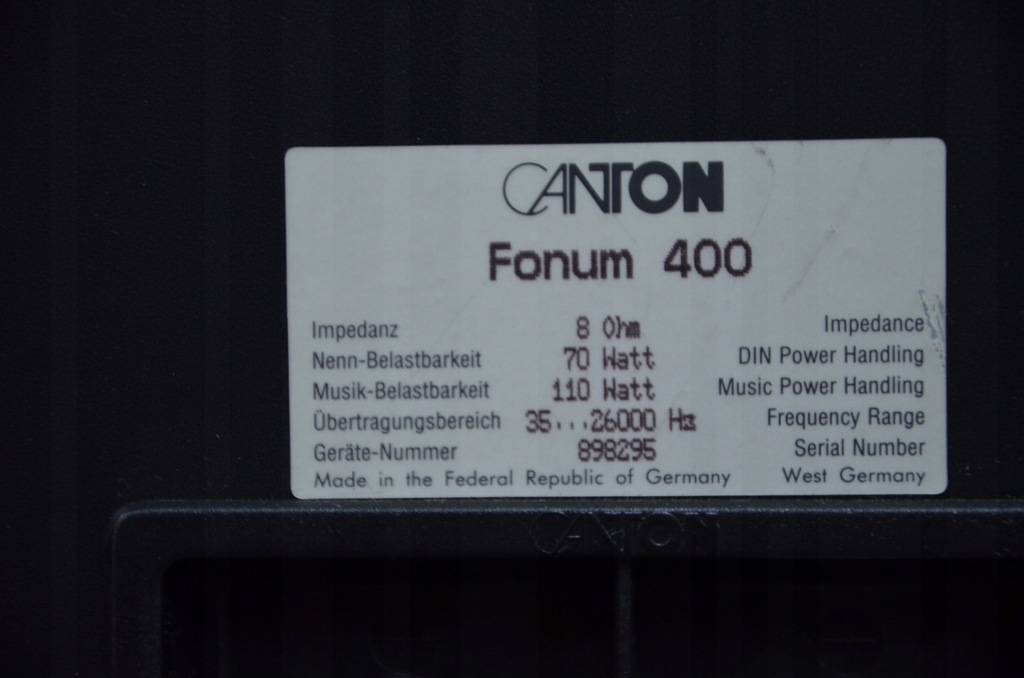 CANTON
Fonum 400
Impedanz 8 Ohm Impedance
Nenn-Belastbarkeit 70 Watt DIN Power Handling
Musik-Belastbarkeit 110 Watt Music Power Handling
Übertragungsbereich 35...26000 Hz Frequency Range
Geräte-Nummer 898295 Serial Number
Made in the Federal Republic of Germany West Germany
CANTON